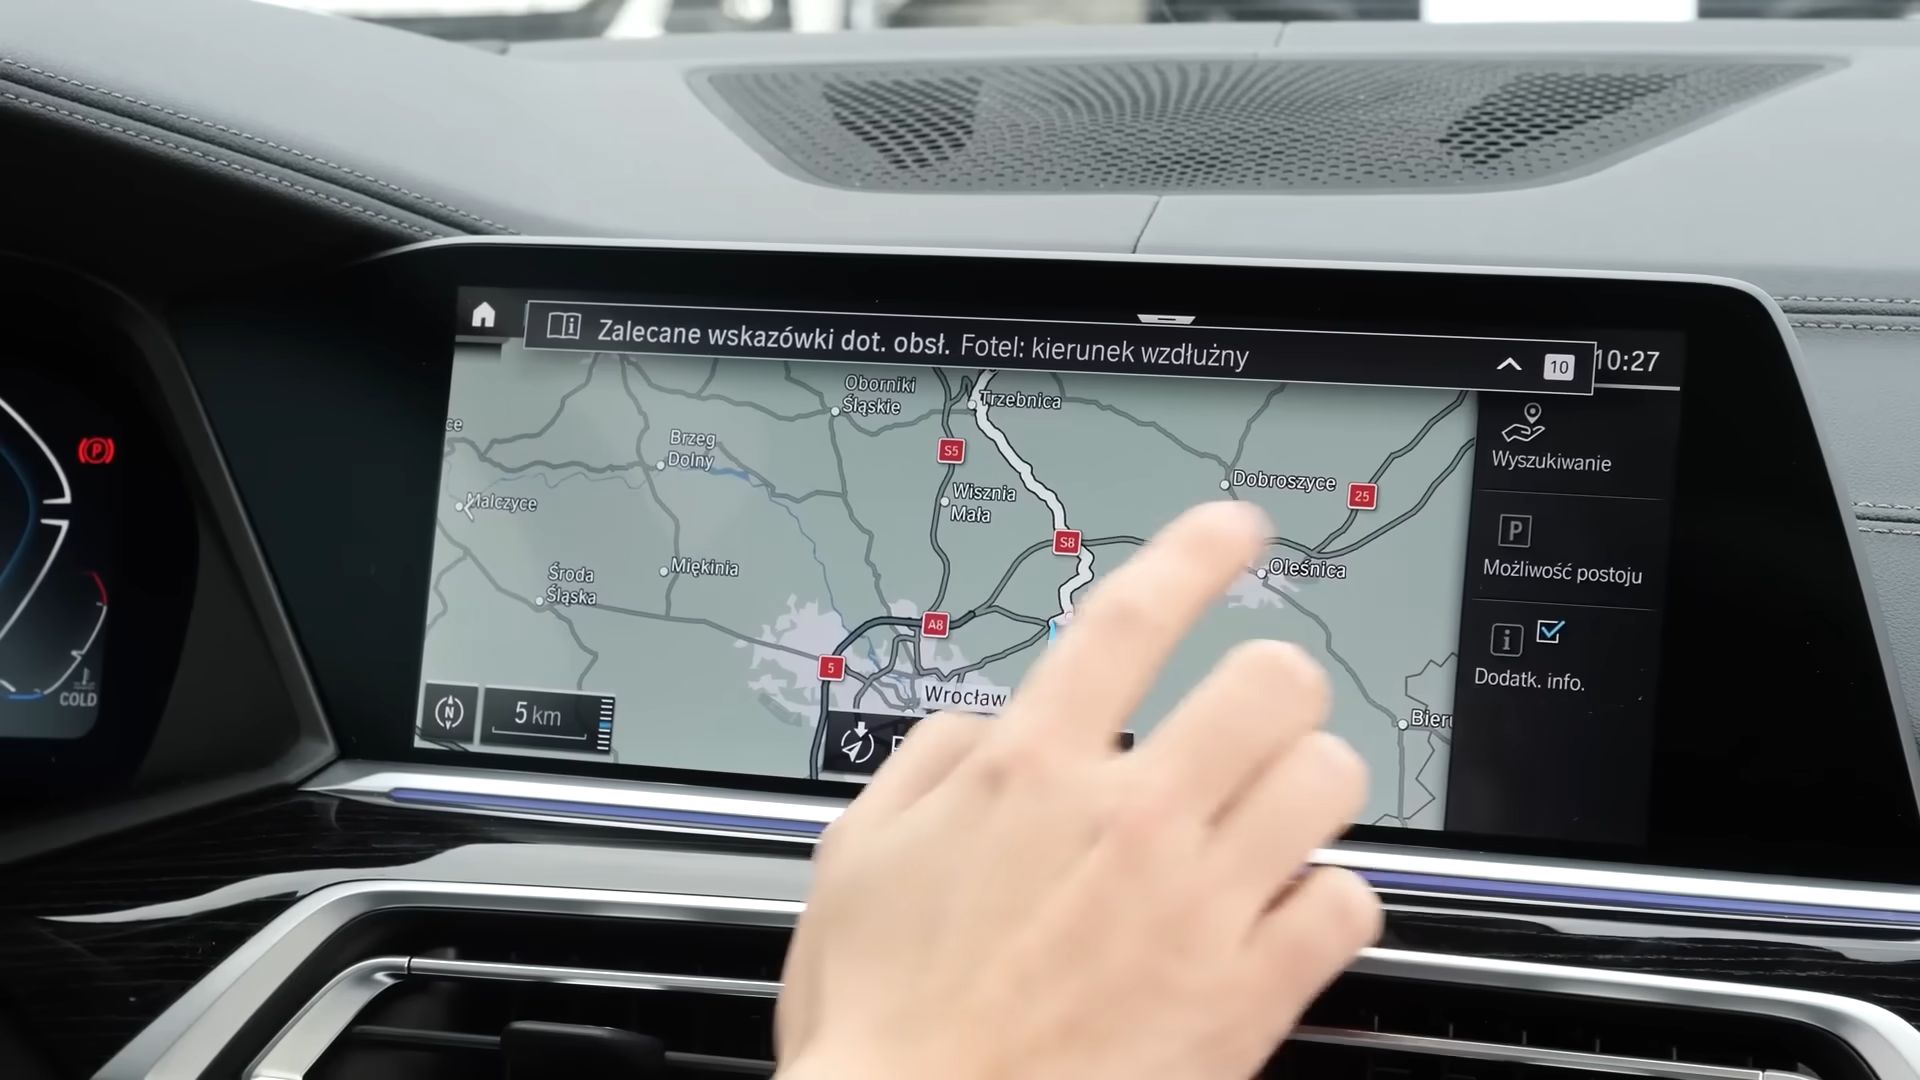 Zalecane wskazówki dot. obsł. Fotel: kierunek wzdłużny
10
10:27
Oborniki
Śląskie
Trzebnica
Brzeg
Dolny
S5
Dobroszyce
25
Wyszukiwanie
Malczyce
Wisznia
Mała
S8
P
Możliwość postoju
Środa
Śląska
Miękinia
Oleśnica
A8
5
Dodatk. info.
Wrocław
N
5 km
P
COLD